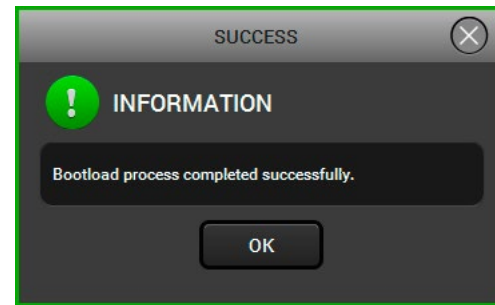 SUCCESS
! INFORMATION
Bootload process completed successfully.
OK